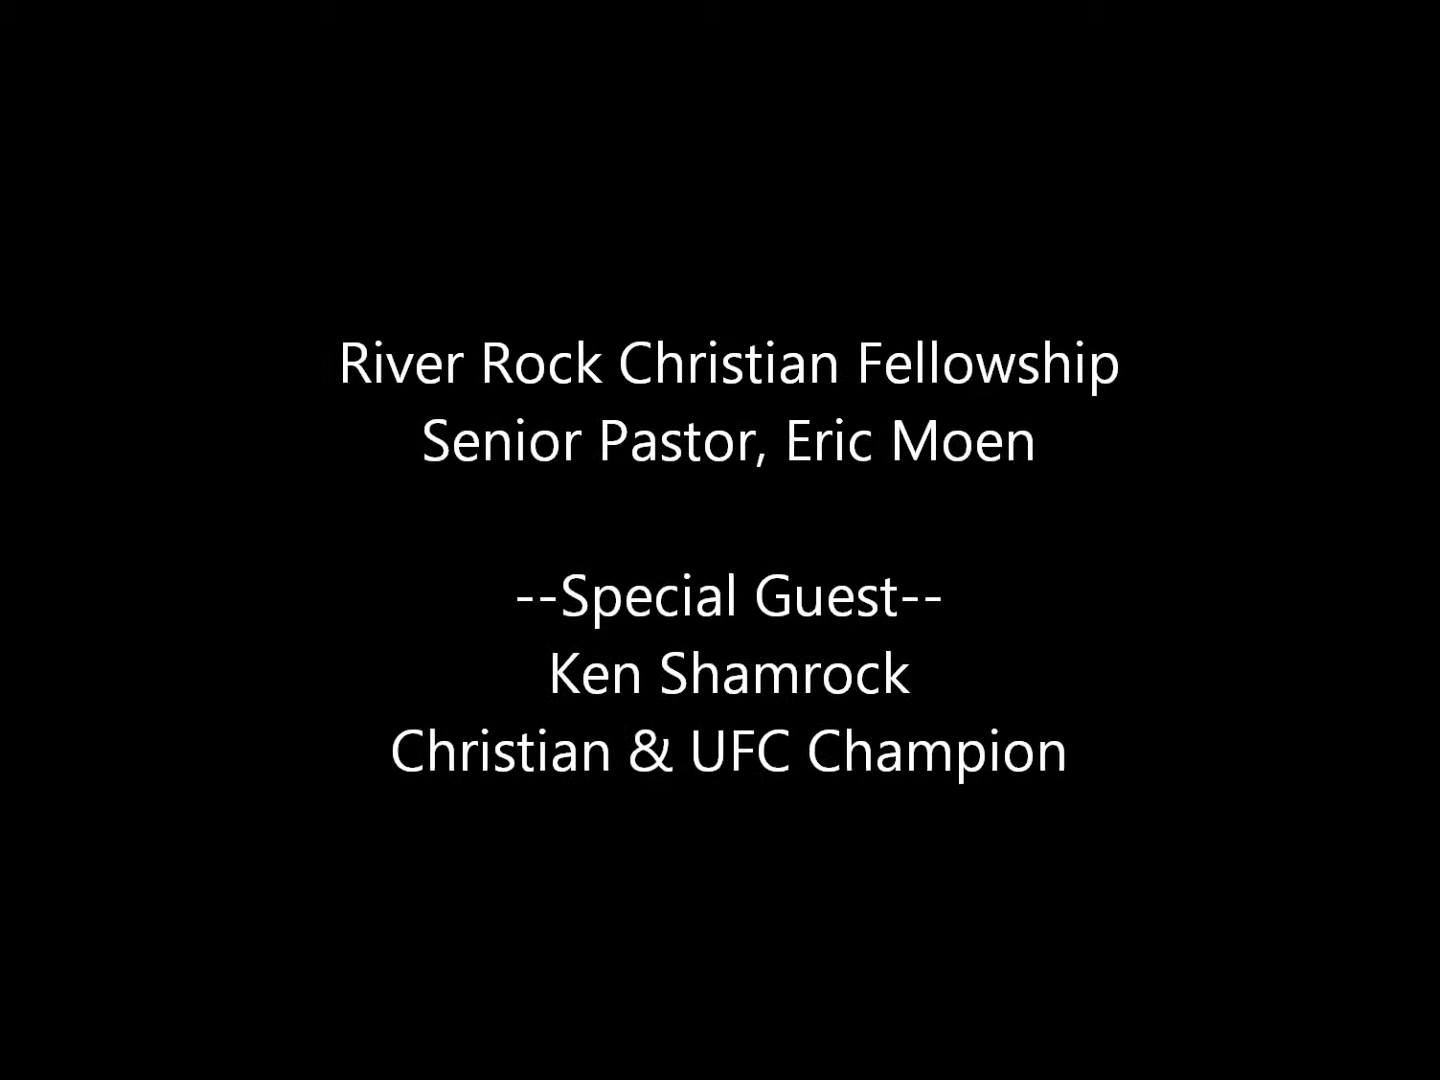 River Rock Christian Fellowship
Senior Pastor, Eric Moen
--Special Guest--
Ken Shamrock
Christian & UFC Champion